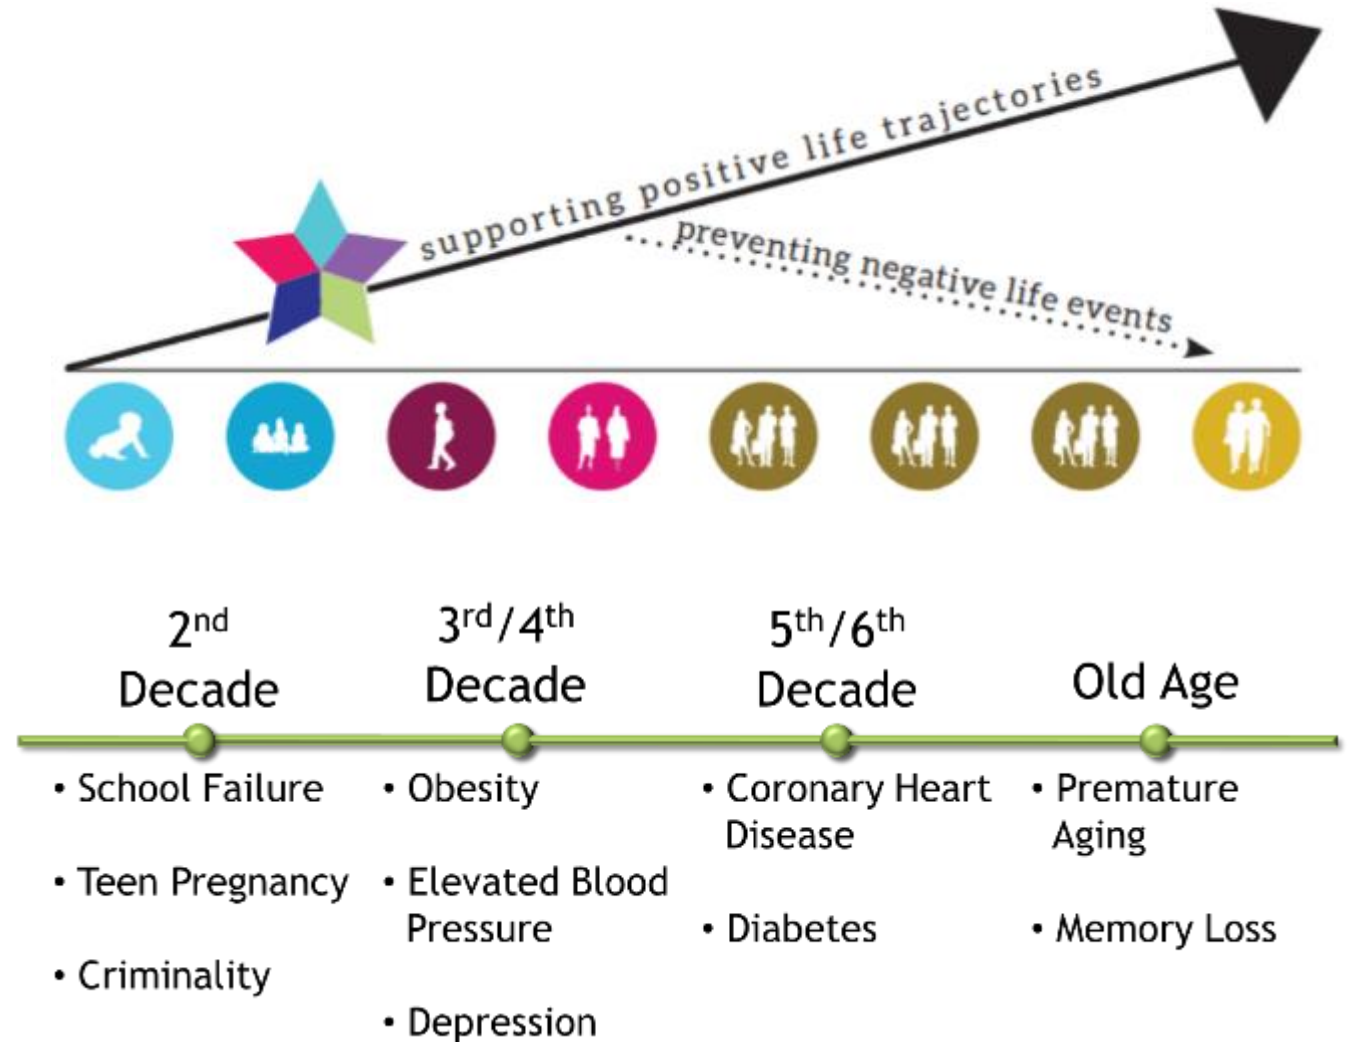 supporting positive life trajectories
preventing negative life events
2nd
Decade
3rd/4th
Decade
5th/6th
Decade
Old Age
• School Failure
• Teen Pregnancy
• Criminality
• Obesity
• Elevated Blood
Pressure
• Depression
• Coronary Heart
Disease
• Diabetes
• Premature
Aging
• Memory Loss